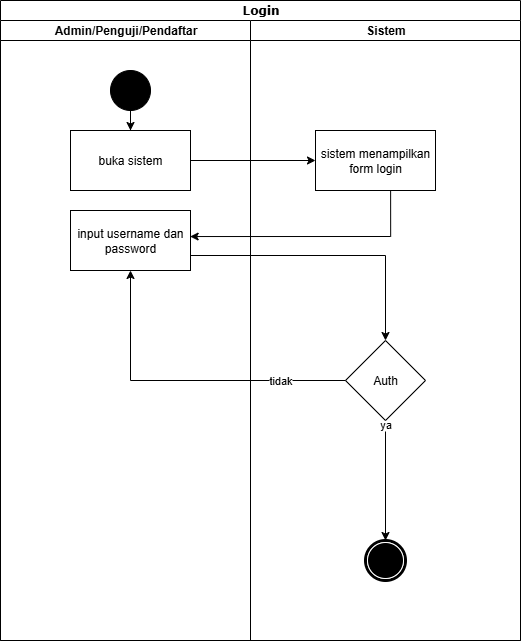 Login
Admin/Penguji/Pendaftar
Sistem
buka sistem
sistem menampilkan
form login
input username dan
password
Auth
tidak
ya